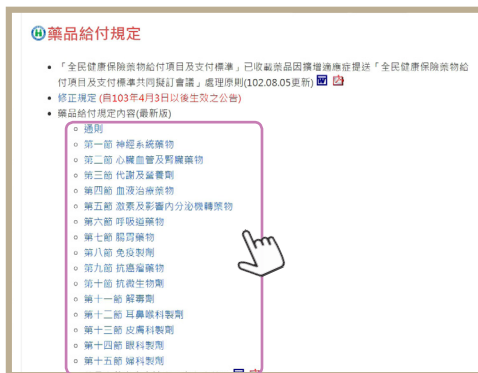 藥品給付規定
「全民健康保險藥物給付項目及支付標準」已收載藥品因擴增適應症提送「全民健康保險藥物給
付項目及支付標準共同擬訂會議」處理原則(102.08.05更新)
修正規定 (自103年4月3日以後生效之公告)
藥品給付規定內容(最新版)
通則
第一節 神經系統藥物
第二節 心臟血管及腎臟藥物
第三節 代謝及營養劑
第四節 血液治療藥物
第五節 激素及影響內分泌機轉藥物
第六節 呼吸道藥物
第七節 腸胃藥物
第八節 免疫製劑
第九節 抗癌瘤藥物
第十節 抗微生物劑
第十一節 解毒劑
第十二節 耳鼻喉科製劑
第十三節 皮膚科製劑
第十四節 眼科製劑
第十五節 婦科製劑